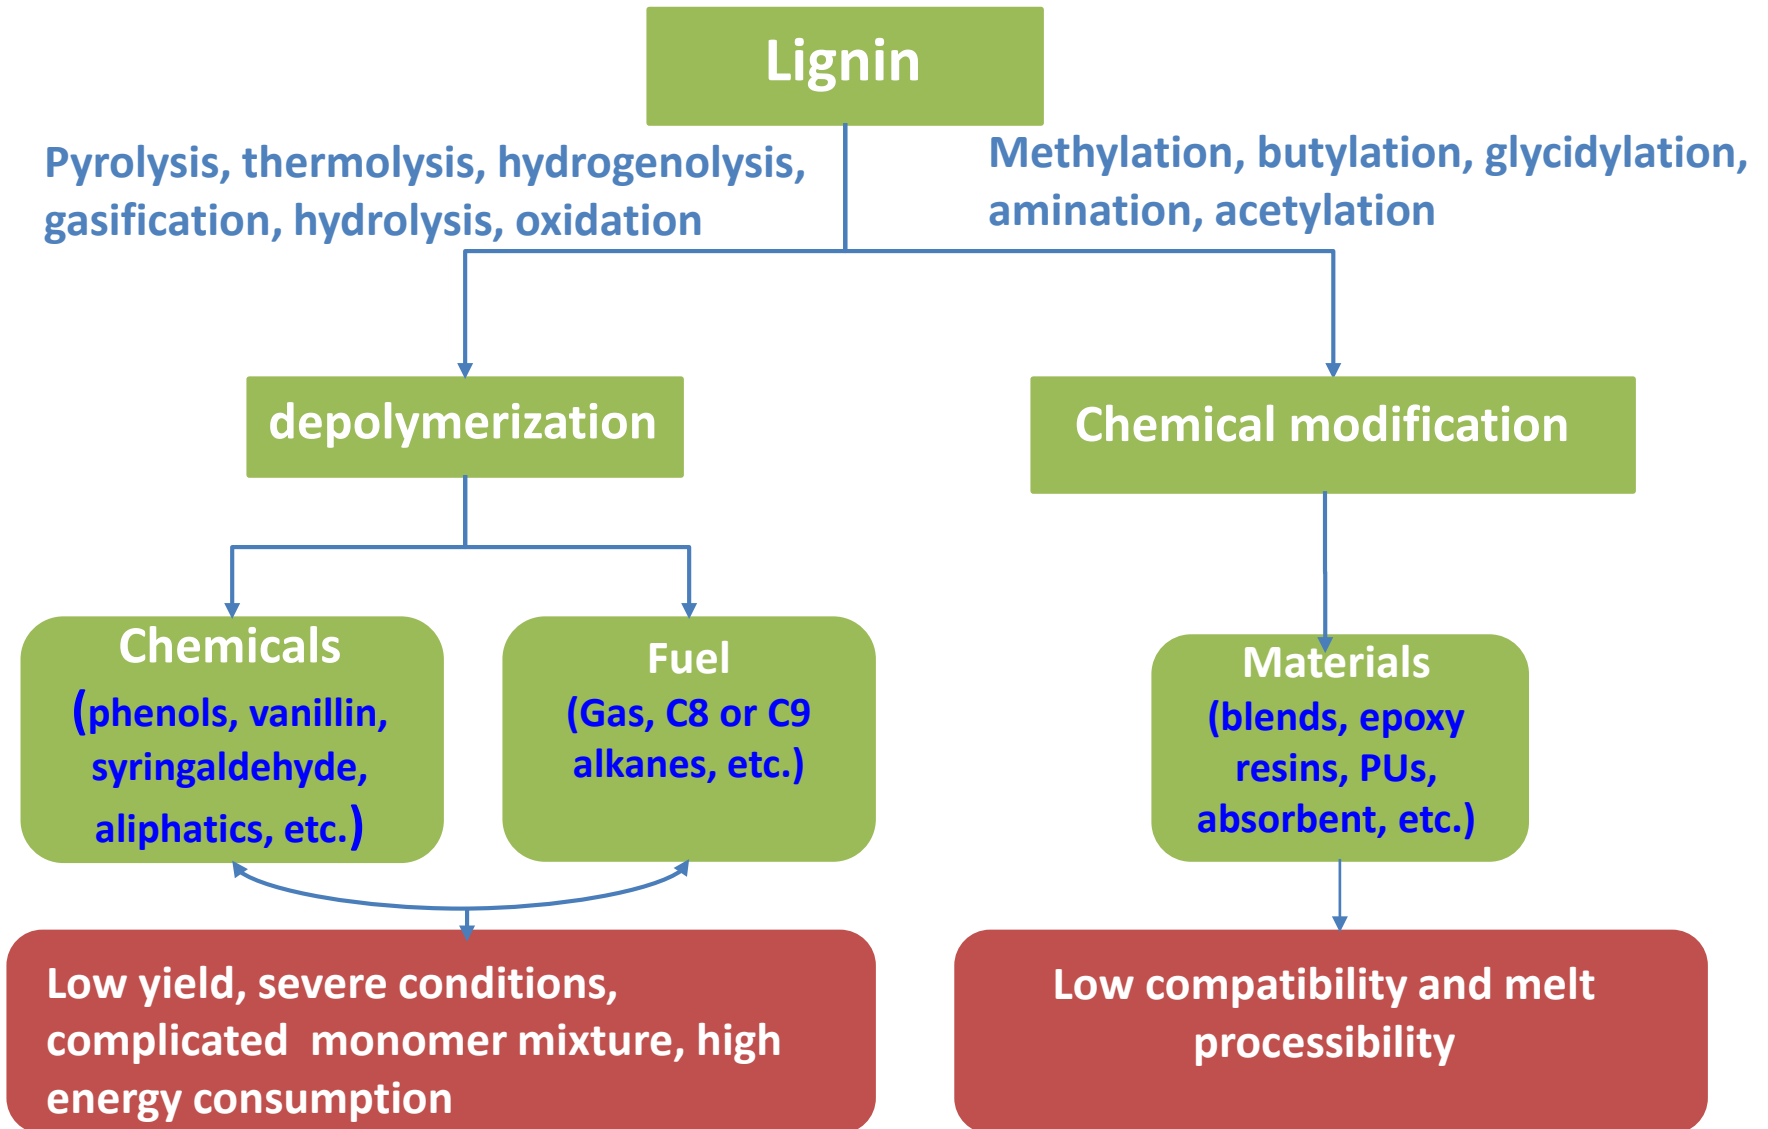 Lignin
Pyrolysis, thermolysis, hydrogenolysis,
gasification, hydrolysis, oxidation
Methylation, butylation, glycidylation,
amination, acetylation
depolymerization
Chemical modification
Chemicals
(phenols, vanillin,
syringaldehyde,
aliphatics, etc.)
Fuel
(Gas, C8 or C9
alkanes, etc.)
Materials
(blends, epoxy
resins, PUs,
absorbent, etc.)
Low yield, severe conditions,
complicated  monomer mixture, high
energy consumption
Low compatibility and melt
processibility